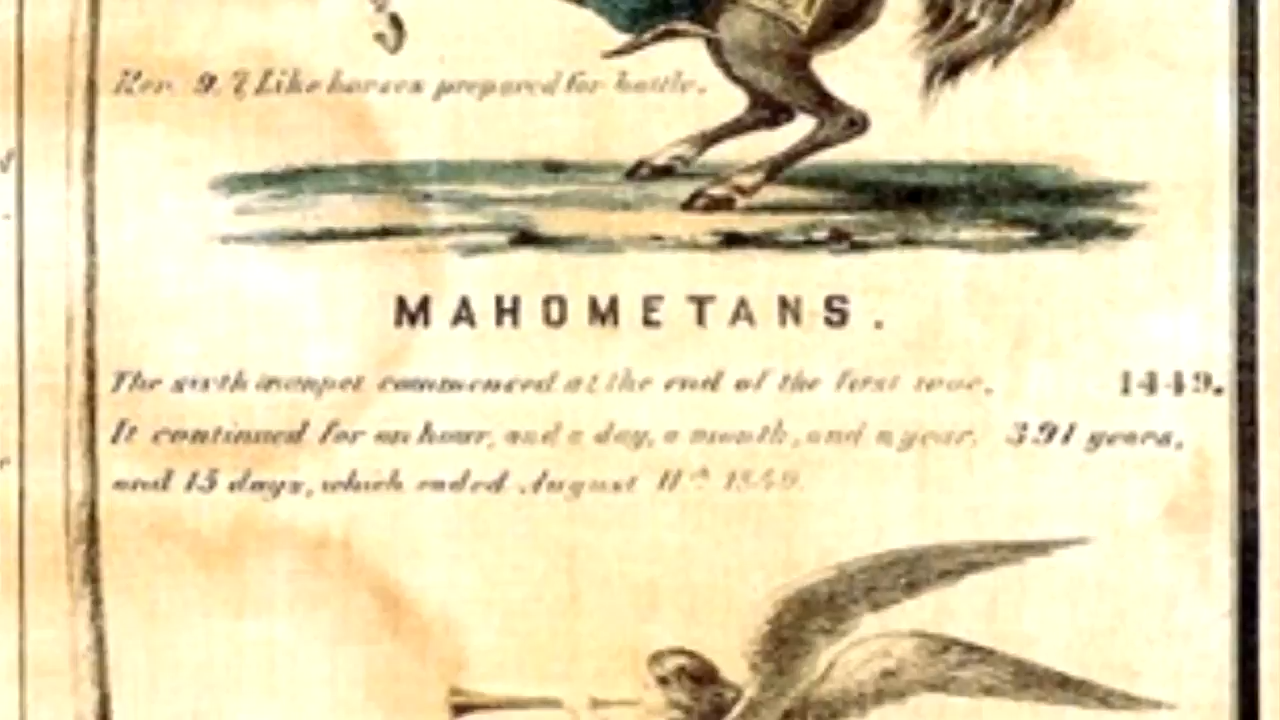 Rev. 9. 7 Like horses prepared for battle.
MAHOMETANS.
The sixth trumpet commenced at the end of the first woe. 1449.
It continued for an hour, and a day, a month, and a year. 391 years,
and 15 days, which ended August 11th 1840.